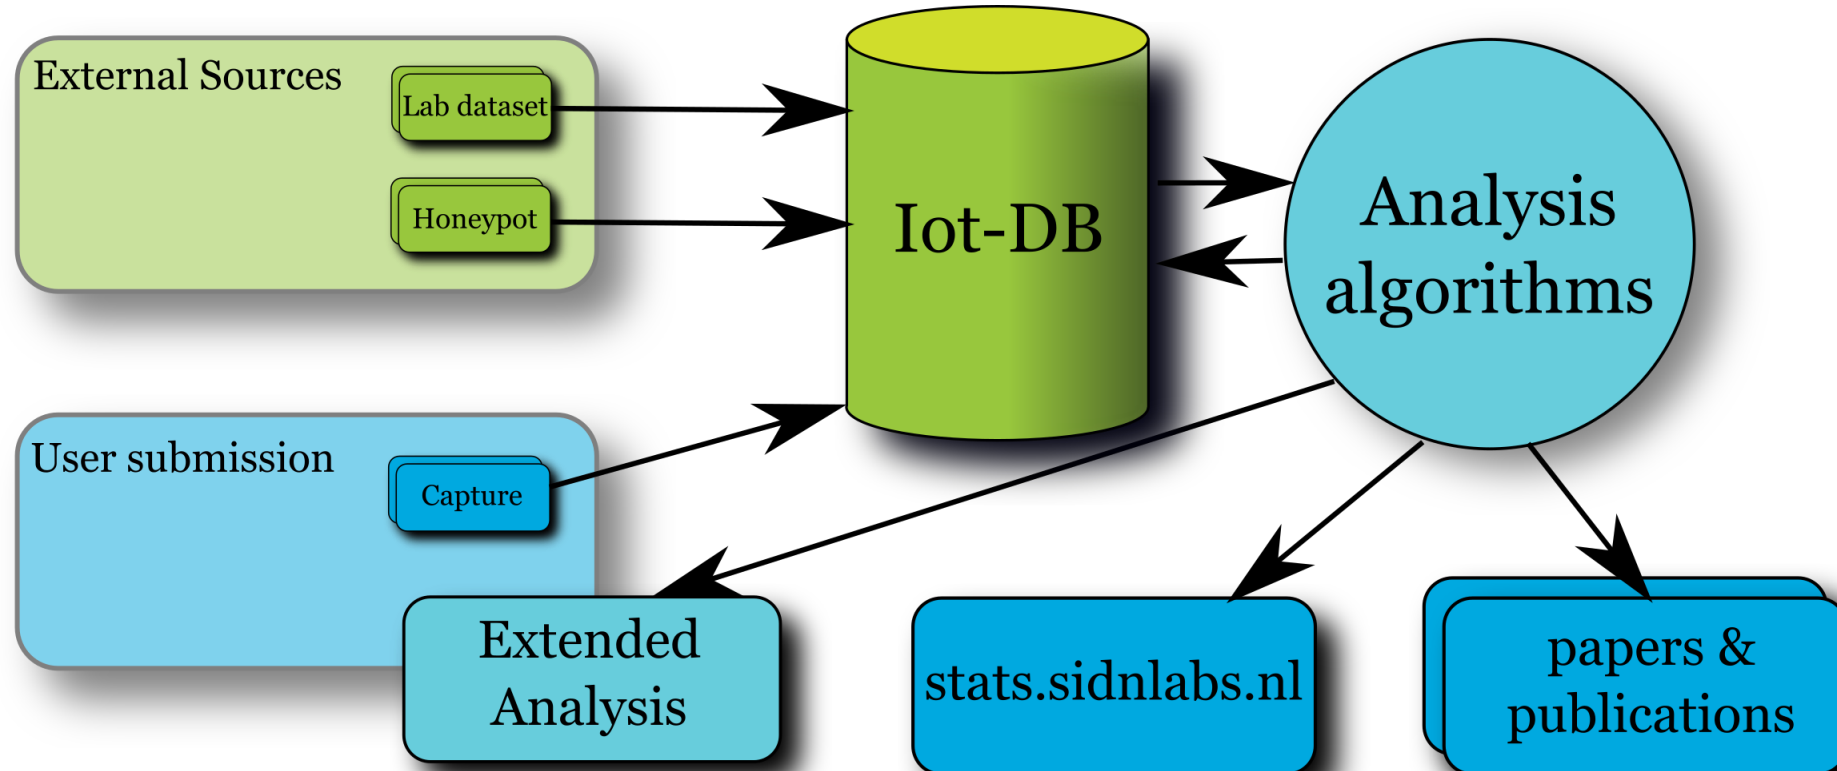 External Sources
Lab dataset
Honeypot
Iot-DB
Analysis
algorithms
User submission
Capture
Extended
Analysis
stats.sidnlabs.nl
papers &
publications